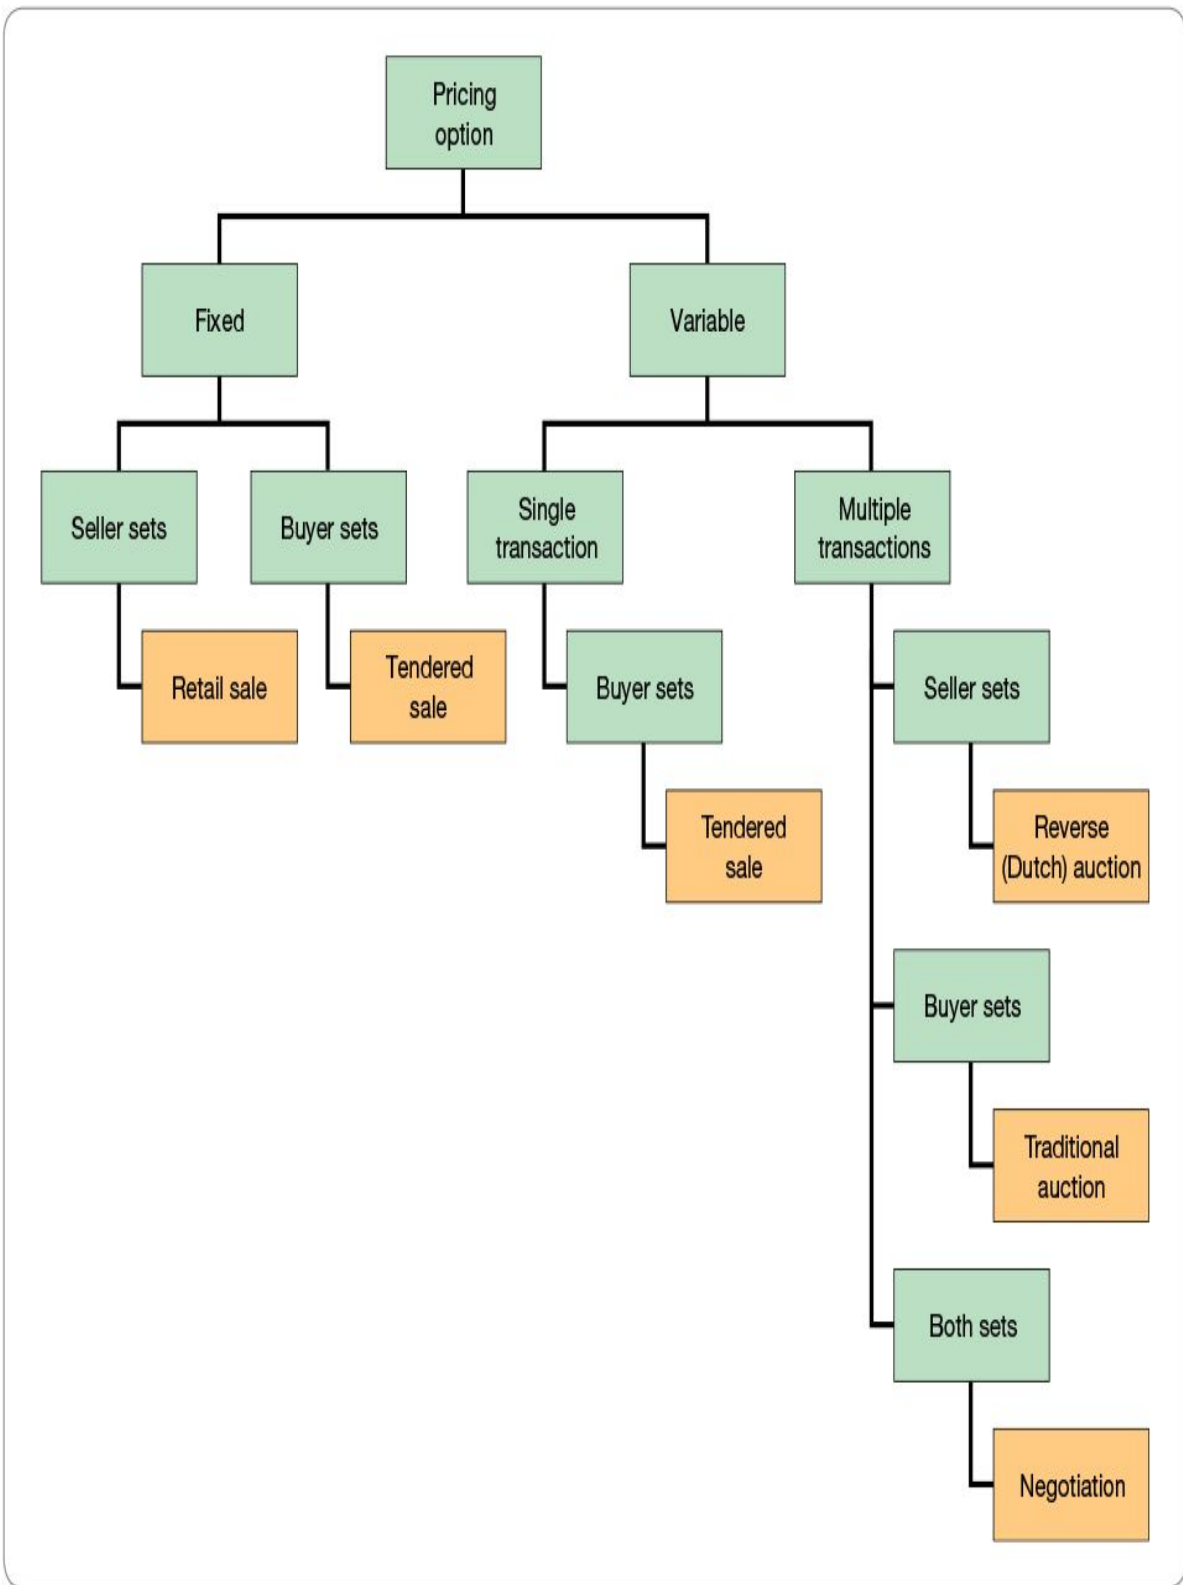 Pricing
option
Fixed
Variable
Seller sets
Buyer sets
Single
transaction
Multiple
transactions
Retail sale
Tendered
sale
Buyer sets
Seller sets
Tendered
sale
Reverse
(Dutch) auction
Buyer sets
Traditional
auction
Both sets
Negotiation